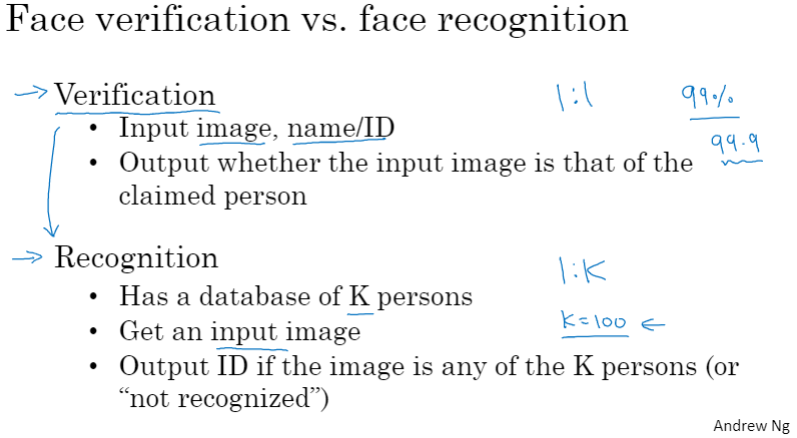 Face verification vs. face recognition
→ Verification
1:1
99%
• Input image, name/ID
99.9
• Output whether the input image is that of the
claimed person
→ Recognition
1:K
• Has a database of K persons
• Get an input image
K=100 ←
• Output ID if the image is any of the K persons (or
“not recognized”)
Andrew Ng